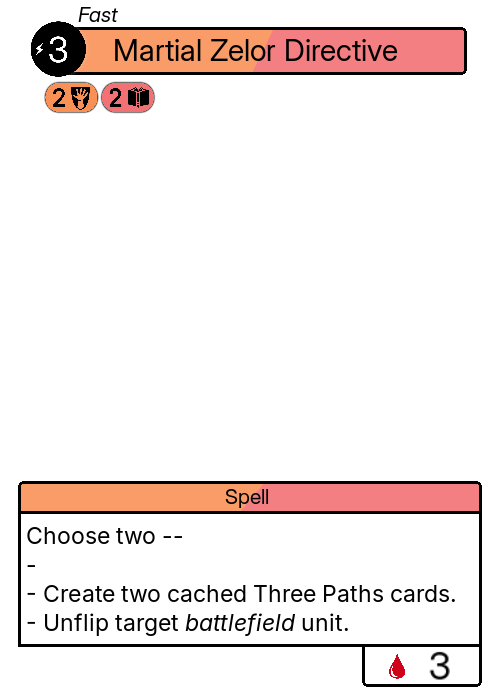 Fast
3 Martial Zelor Directive
2 2
Spell
Choose two --
-
- Create two cached Three Paths cards.
- Unflip target battlefield unit.
3